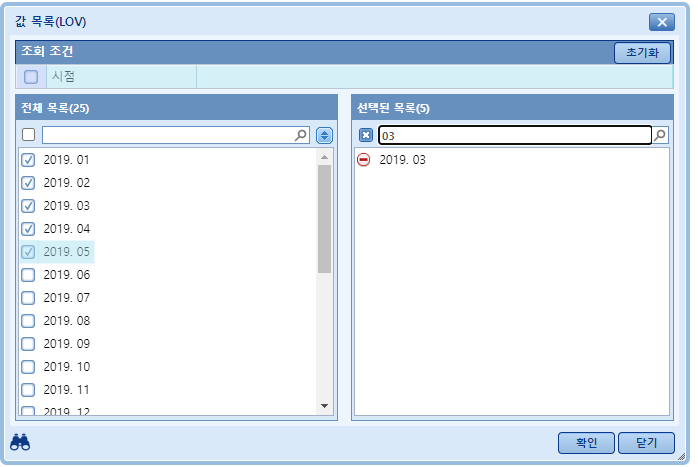 값 목록(LOV)
조회 조건
초기화
시점
전체 목록(25)
2019. 01
2019. 02
2019. 03
2019. 04
2019. 05
2019. 06
2019. 07
2019. 08
2019. 09
2019. 10
2019. 11
2019. 12
선택된 목록(5)
03
2019. 03
확인
닫기